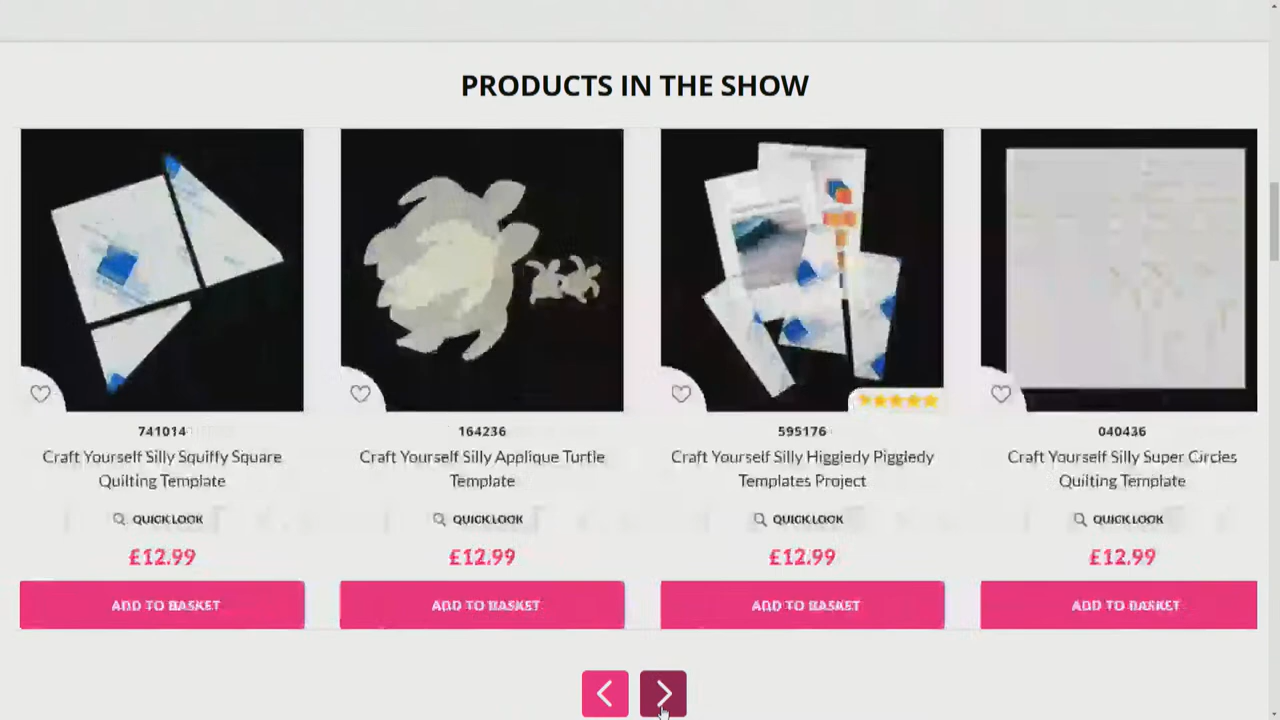 PRODUCTS IN THE SHOW
741014
Craft Yourself Silly Squiffy Square
Quilting Template
QUICK LOOK
£12.99
ADD TO BASKET
164236
Craft Yourself Silly Applique Turtle
Template
QUICK LOOK
£12.99
ADD TO BASKET
595176
Craft Yourself Silly Higgledy Piggledy
Templates Project
QUICK LOOK
£12.99
ADD TO BASKET
040436
Craft Yourself Silly Super Circles
Quilting Template
QUICK LOOK
£12.99
ADD TO BASKET